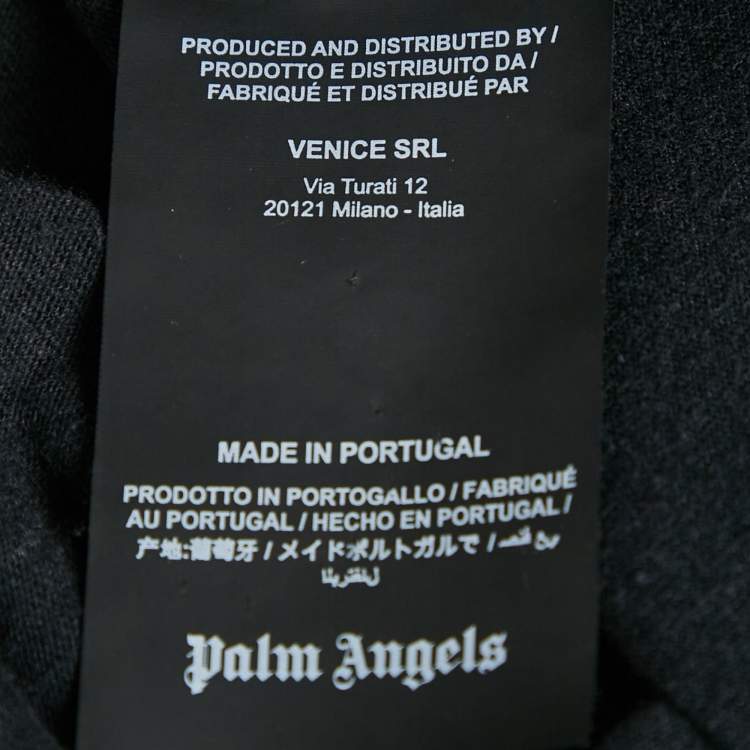 PRODUCED AND DISTRIBUTED BY /
PRODOTTO E DISTRIBUITO DA /
FABRIQUÉ ET DISTRIBUÉ PAR
VENICE SRL
Via Turati 12
20121 Milano - Italia
MADE IN PORTUGAL
PRODOTTO IN PORTOGALLO / FABRIQUÉ
AU PORTUGAL / HECHO EN PORTUGAL /
产地:葡萄牙 / メイドポルトガルで /
Palm Angels